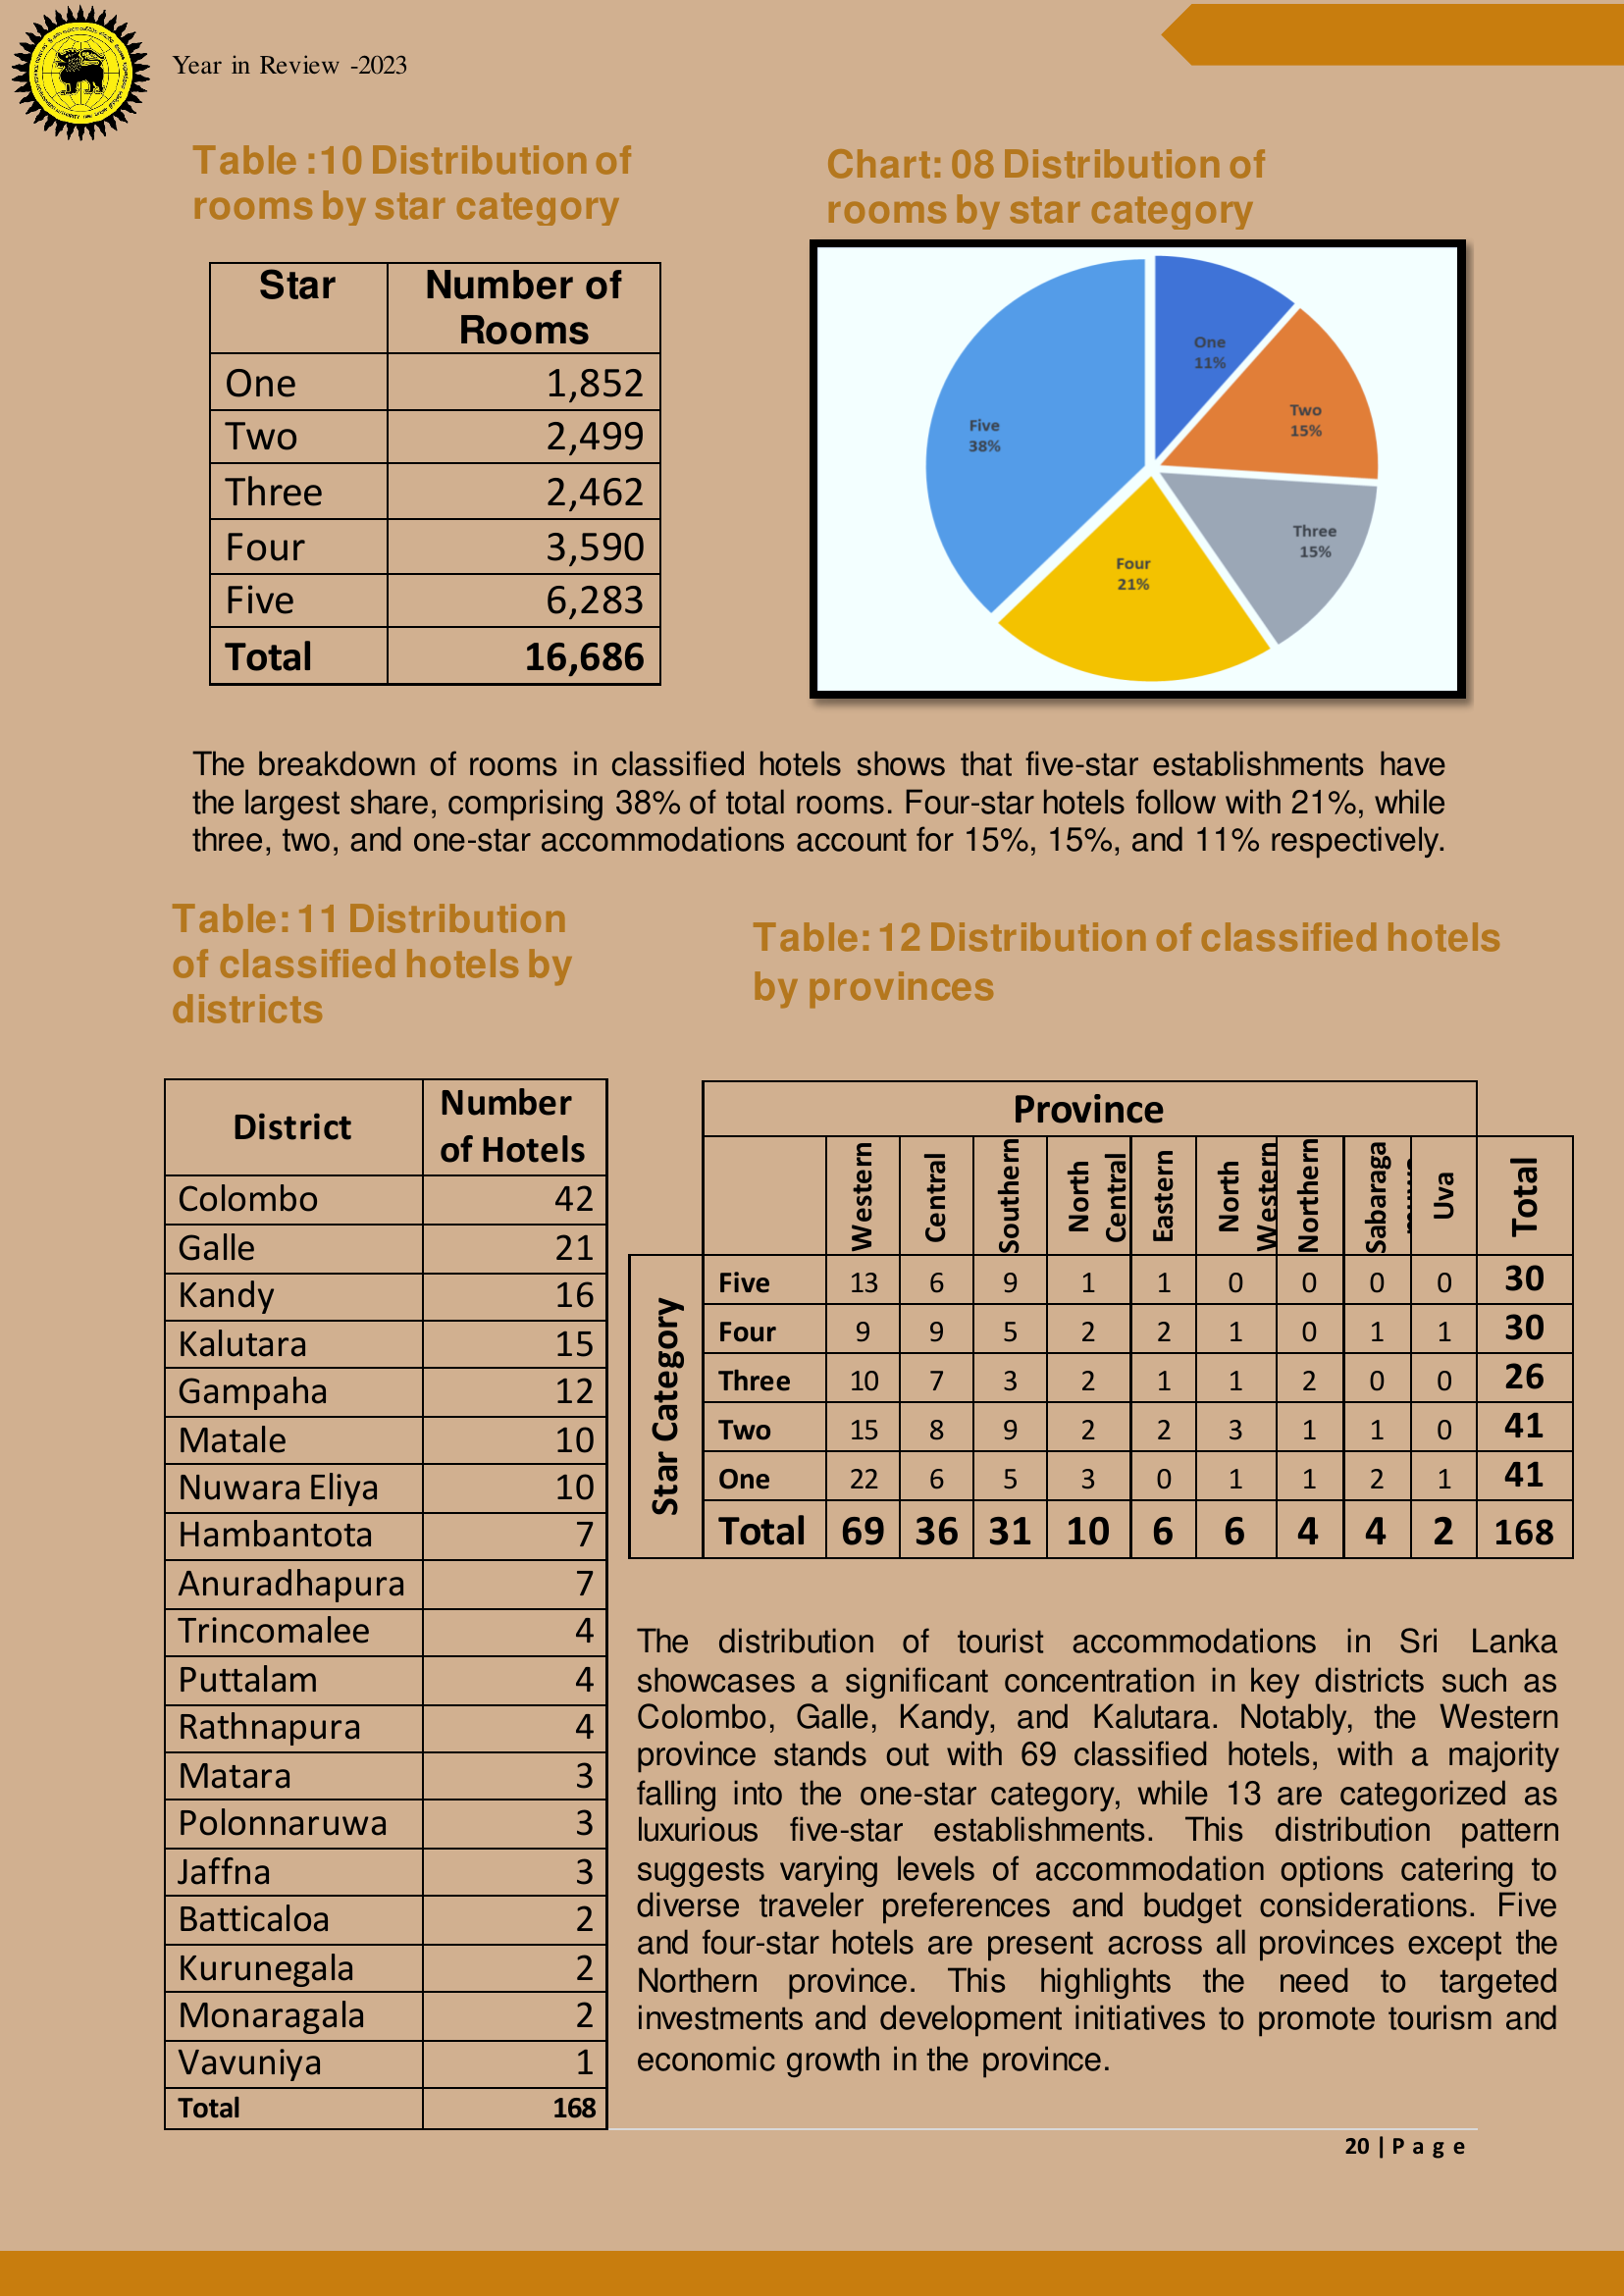 Year in Review -2023
Table :10 Distribution of
rooms by star category
Star Number of
Rooms
One 1,852
Two 2,499
Three 2,462
Four 3,590
Five 6,283
Total 16,686
Chart: 08 Distribution of
rooms by star category
One
11%
Two
15%
Three
15%
Four
21%
Five
38%
The breakdown of rooms in classified hotels shows that five-star establishments have
the largest share, comprising 38% of total rooms. Four-star hotels follow with 21%, while
three, two, and one-star accommodations account for 15%, 15%, and 11% respectively.
Table: 11 Distribution
of classified hotels by
districts
District Number
of Hotels
Colombo 42
Galle 21
Kandy 16
Kalutara 15
Gampaha 12
Matale 10
Nuwara Eliya 10
Hambantota 7
Anuradhapura 7
Trincomalee 4
Puttalam 4
Rathnapura 4
Matara 3
Polonnaruwa 3
Jaffna 3
Batticaloa 2
Kurunegala 2
Monaragala 2
Vavuniya 1
Total 168
Table: 12 Distribution of classified hotels
by provinces
Province
Western Central Southern North Central Eastern North Western Northern Sabaraga Uva Total
Star Category
Five 13 6 9 1 1 0 0 0 0 30
Four 9 9 5 2 2 1 0 1 1 30
Three 10 7 3 2 1 1 2 0 0 26
Two 15 8 9 2 2 3 1 1 0 41
One 22 6 5 3 0 1 1 2 1 41
Total 69 36 31 10 6 6 4 4 2 168
The distribution of tourist accommodations in Sri Lanka
showcases a significant concentration in key districts such as
Colombo, Galle, Kandy, and Kalutara. Notably, the Western
province stands out with 69 classified hotels, with a majority
falling into the one-star category, while 13 are categorized as
luxurious five-star establishments. This distribution pattern
suggests varying levels of accommodation options catering to
diverse traveler preferences and budget considerations. Five
and four-star hotels are present across all provinces except the
Northern province. This highlights the need to targeted
investments and development initiatives to promote tourism and
economic growth in the province.
20 | P a g e